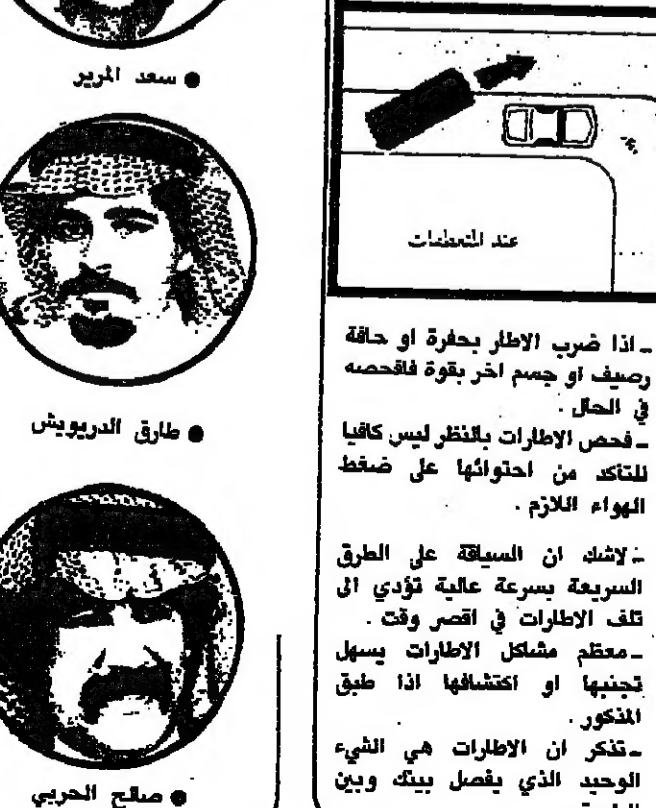 ● سعد المرير
● طارق الدريويش
● صالح الحربي
عند المنعطفات
ـ اذا ضرب الاطار بحفرة او حافة
رصيف او جسم اخر بقوة فافحصه
في الحال .
ـ فحص الاطارات بالنظر ليس كافيا
للتأكد من احتوائها على ضغط
الهواء اللازم .
ـ لاشك ان السياقة على الطرق
السريعة بسرعة عالية تؤدي الى
تلف الاطارات في اقصر وقت .
ـ معظم مشاكل الاطارات يسهل
تجنبها او اكتشافها اذا طبق
المذكور .
ـ تذكر ان الاطارات هي الشيء
الوحيد الذي يفصل بينك وبين